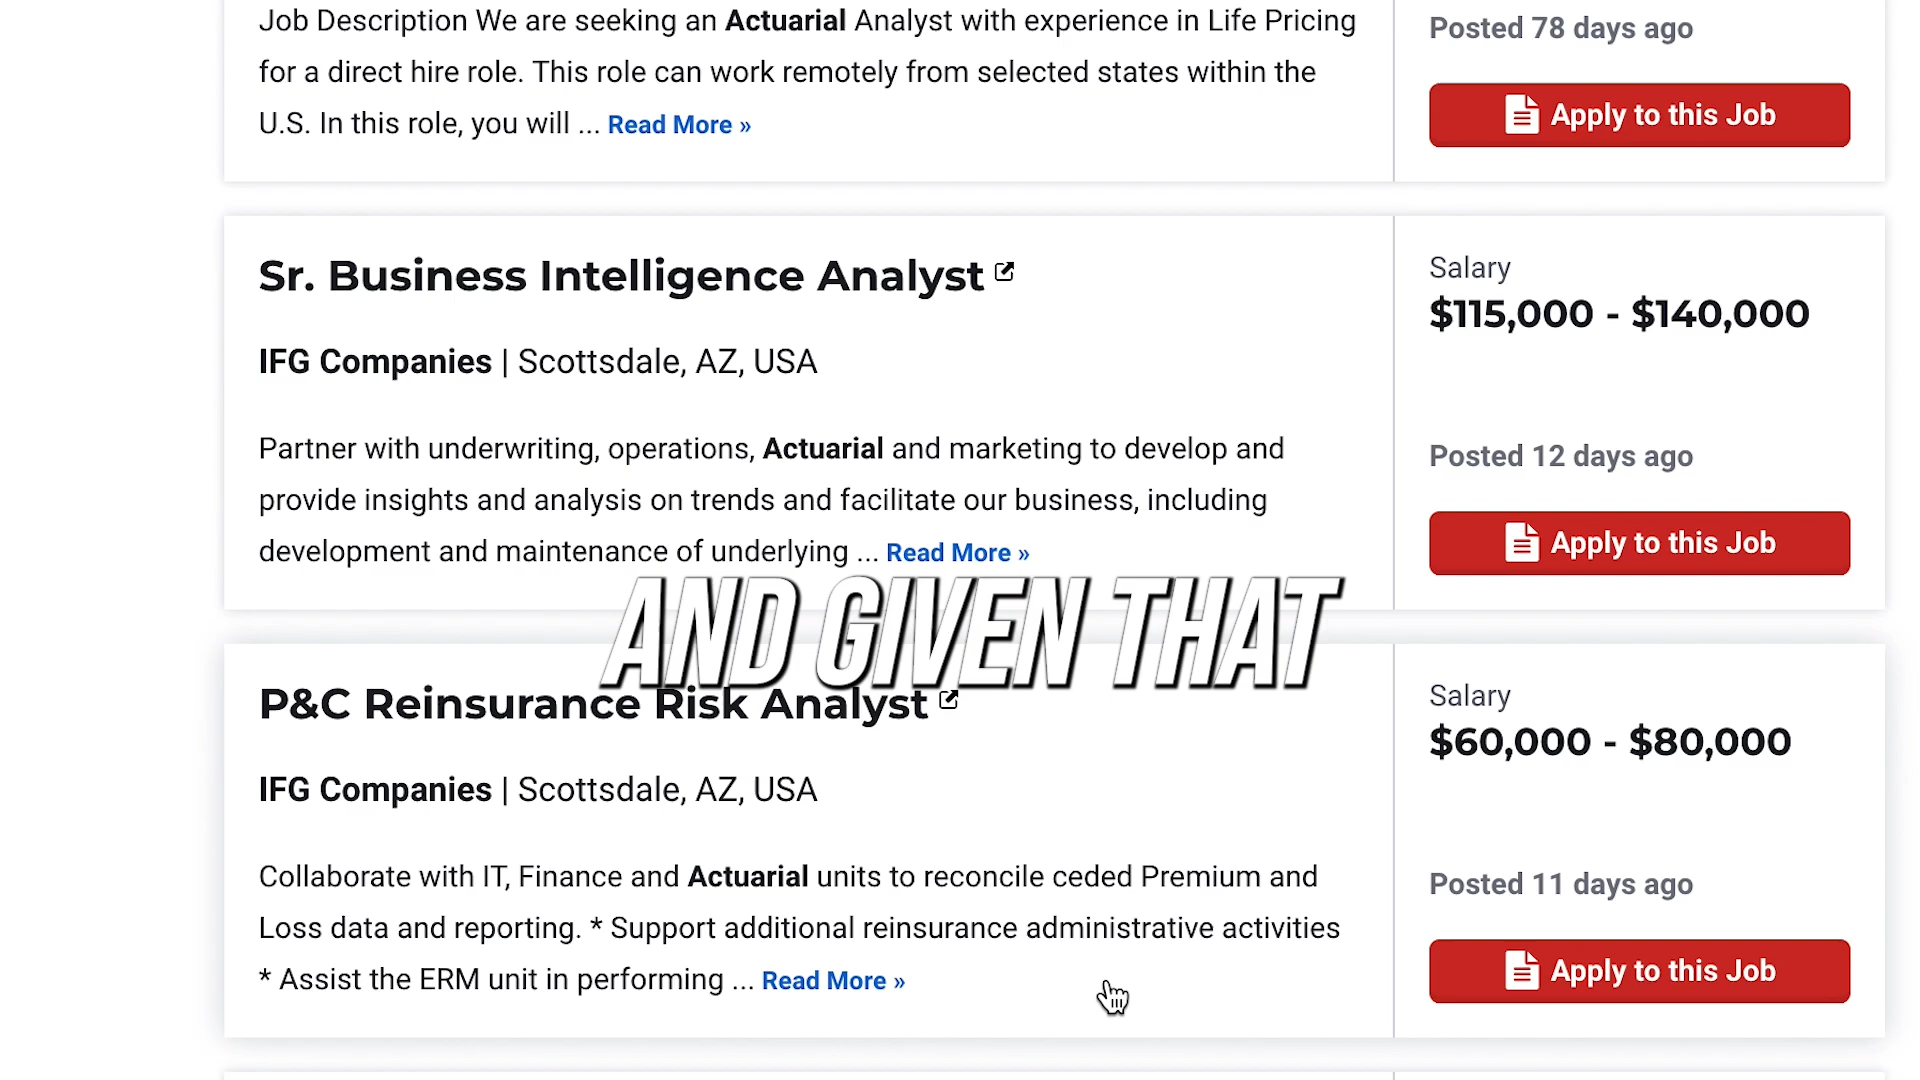 Job Description We are seeking an Actuarial Analyst with experience in Life Pricing
for a direct hire role. This role can work remotely from selected states within the
U.S. In this role, you will ... Read More »
Posted 78 days ago
Apply to this Job
Sr. Business Intelligence Analyst
IFG Companies | Scottsdale, AZ, USA
Partner with underwriting, operations, Actuarial and marketing to develop and
provide insights and analysis on trends and facilitate our business, including
development and maintenance of underlying ... Read More »
Salary
$115,000 - $140,000
Posted 12 days ago
Apply to this Job
AND GIVEN THAT
P&C Reinsurance Risk Analyst
IFG Companies | Scottsdale, AZ, USA
Collaborate with IT, Finance and Actuarial units to reconcile ceded Premium and
Loss data and reporting. * Support additional reinsurance administrative activities
* Assist the ERM unit in performing ... Read More »
Salary
$60,000 - $80,000
Posted 11 days ago
Apply to this Job